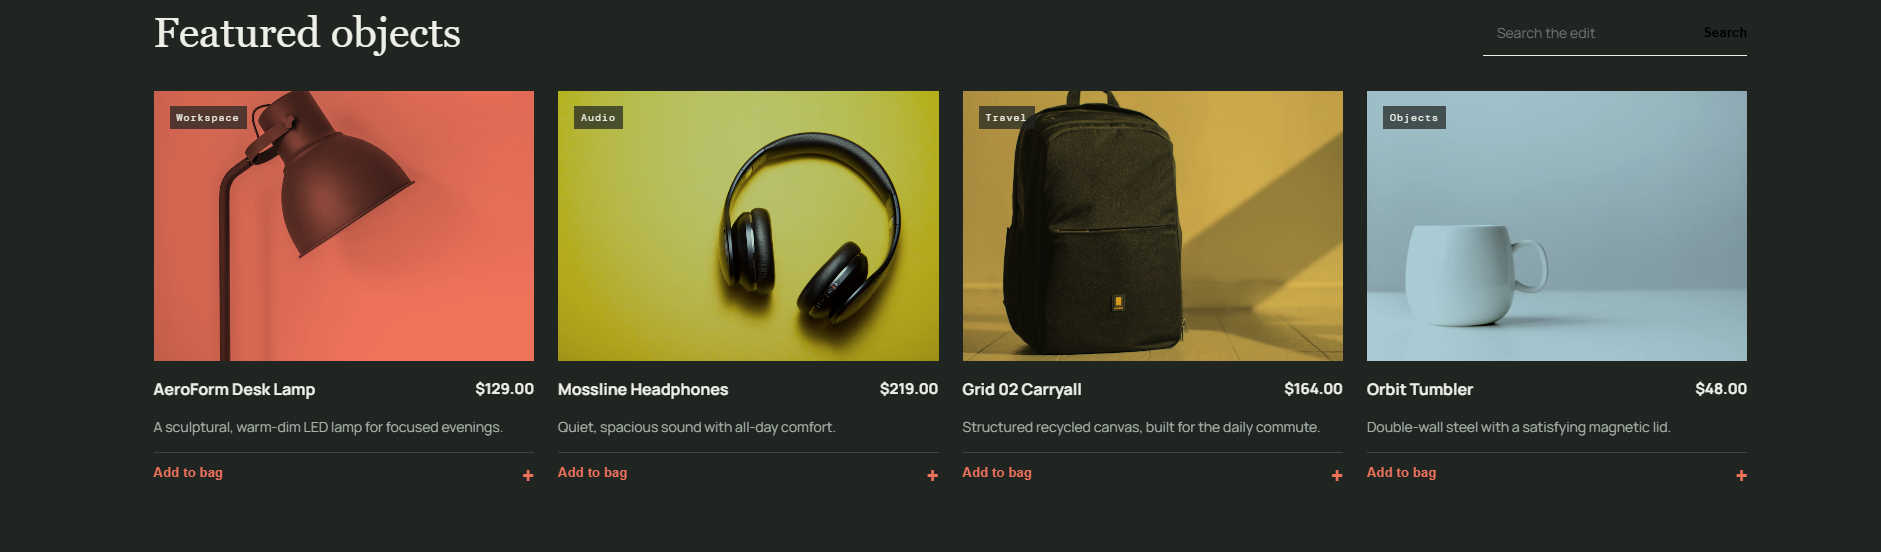 Featured objects
Search the edit
Search
Workspace
Audio
Travel
Objects
AeroForm Desk Lamp
$129.00
Mossline Headphones
$219.00
Grid 02 Carryall
$164.00
Orbit Tumbler
$48.00
A sculptural, warm-dim LED lamp for focused evenings.
Quiet, spacious sound with all-day comfort.
Structured recycled canvas, built for the daily commute.
Double-wall steel with a satisfying magnetic lid.
Add to bag
+
Add to bag
+
Add to bag
+
Add to bag
+